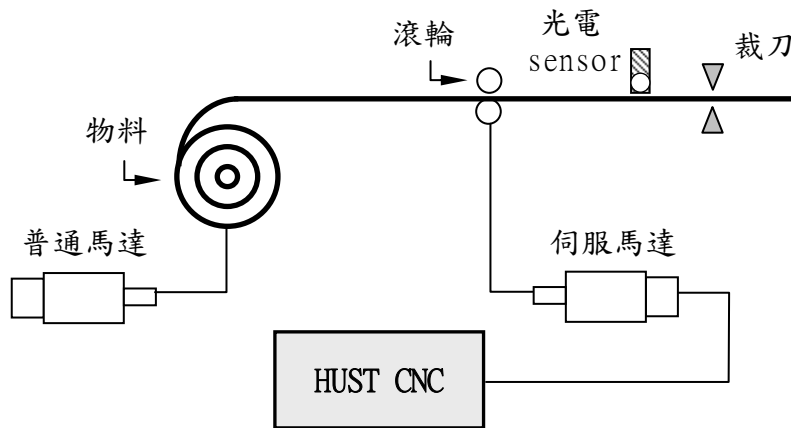 光電
滾輪
sensor
裁刀
物料
普通馬達
伺服馬達
HUST CNC